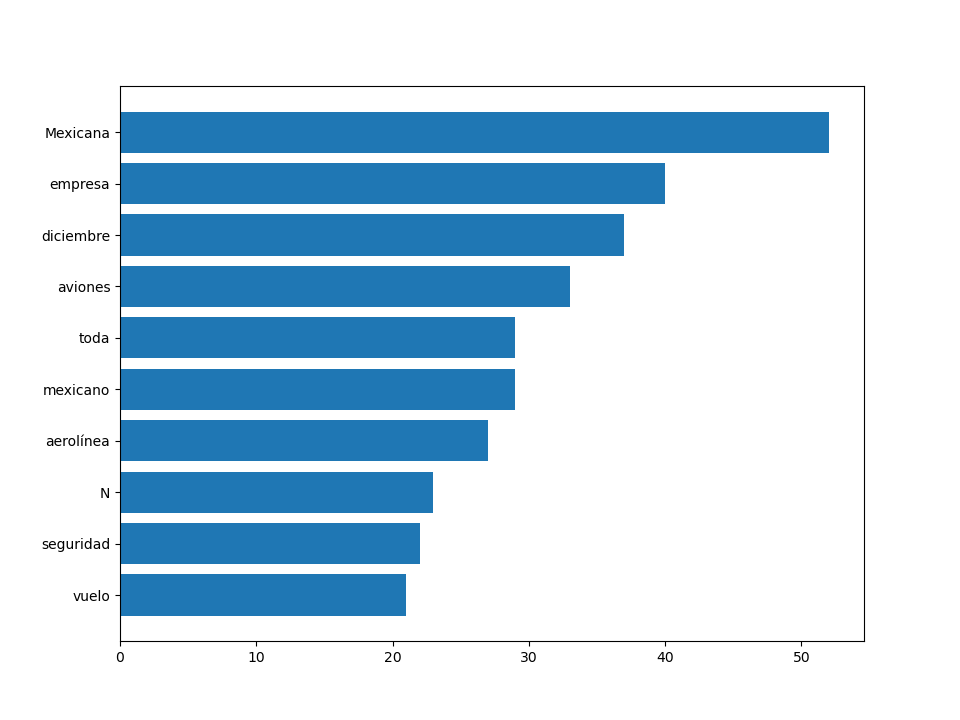 Mexicana
empresa
diciembre
aviones
toda
mexicano
aerolínea
N
seguridad
vuelo
0 10 20 30 40 50